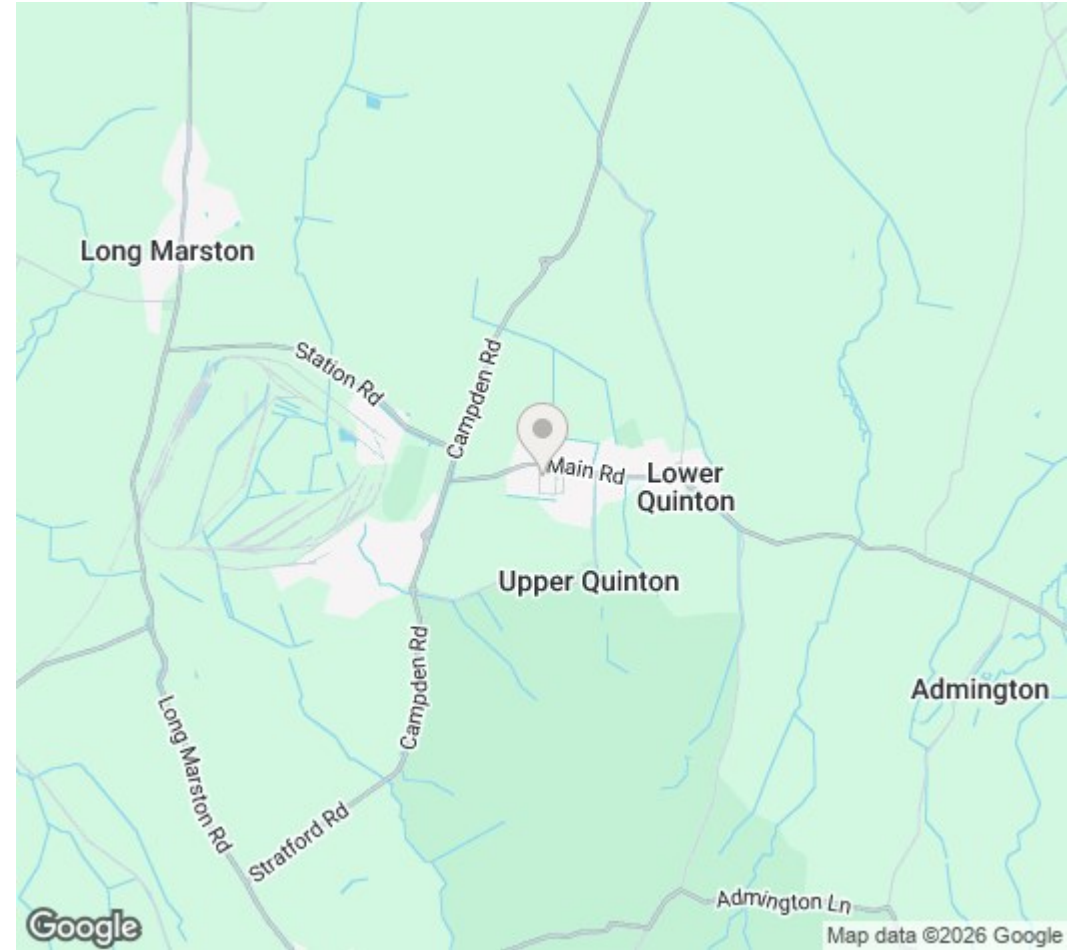 Long Marston
Station Rd
Campden Rd
Main Rd
Lower
Quinton
Upper Quinton
Campden Rd
Admington
Long Marston Rd
Stratford Rd
Admington Ln
Google
Map data ©2026 Google